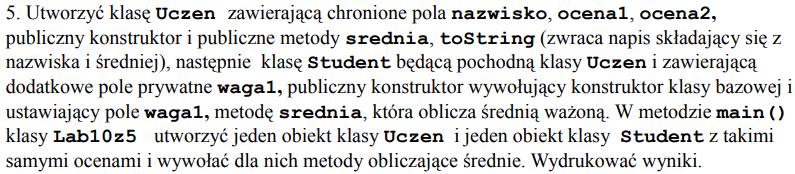 5. Utworzyć klasę Uczen zawierającą chronione pola nazwisko, ocena1, ocena2,
publiczny konstruktor i publiczne metody srednia, toString (zwraca napis składający się z
nazwiska i średniej), następnie klasę Student będącą pochodną klasy Uczen i zawierającą
dodatkowe pole prywatne waga1, publiczny konstruktor wywołujący konstruktor klasy bazowej i
ustawiający pole waga1, metodę srednia, która oblicza średnią ważoną. W metodzie main()
klasy Lab10z5 utworzyć jeden obiekt klasy Uczen i jeden obiekt klasy Student z takimi
samymi ocenami i wywołać dla nich metody obliczające średnie. Wydrukować wyniki.